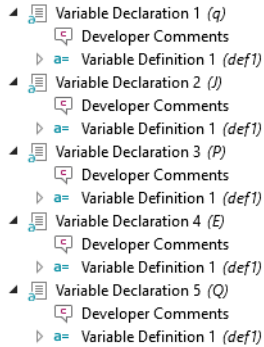 Variable Declaration 1 (q)
Developer Comments
a= Variable Definition 1 (def1)
Variable Declaration 2 (J)
Developer Comments
a= Variable Definition 1 (def1)
Variable Declaration 3 (P)
Developer Comments
a= Variable Definition 1 (def1)
Variable Declaration 4 (E)
Developer Comments
a= Variable Definition 1 (def1)
Variable Declaration 5 (Q)
Developer Comments
a= Variable Definition 1 (def1)